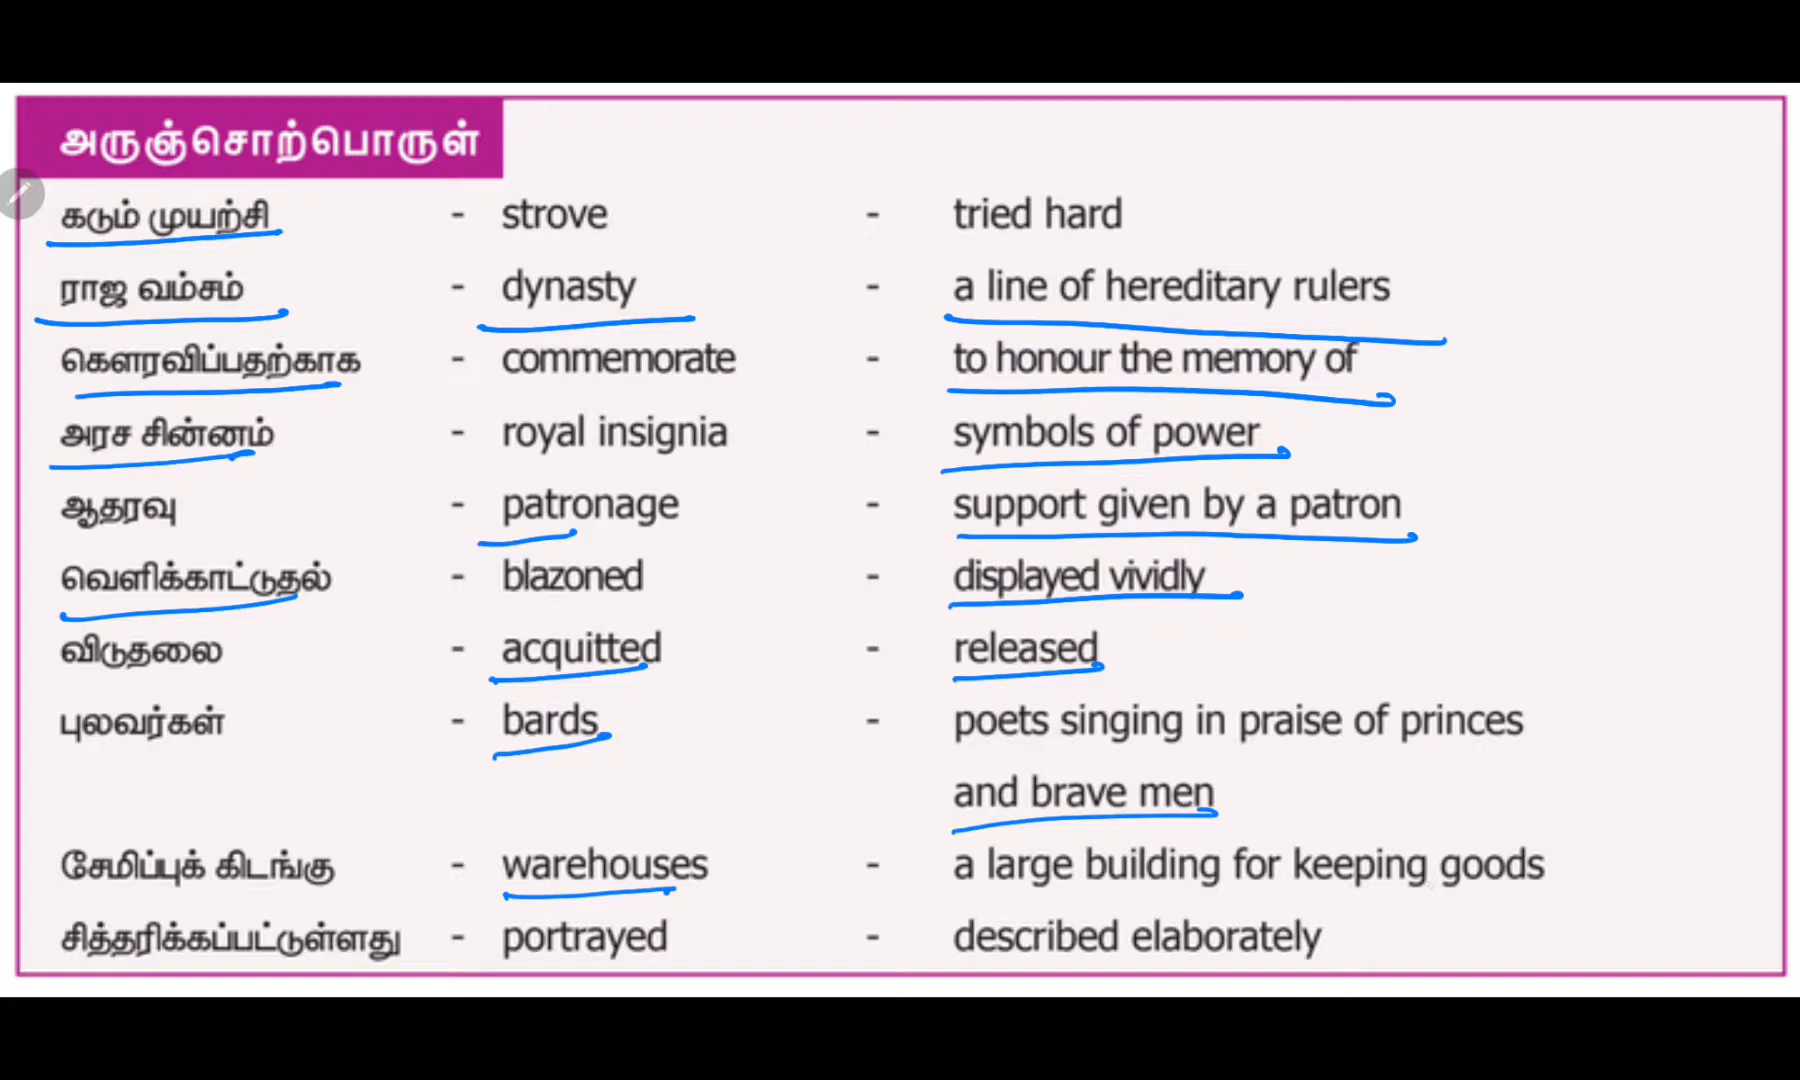 அருஞ்சொற்பொருள்
கடும் முயற்சி - strove - tried hard
ராஜ வம்சம் - dynasty - a line of hereditary rulers
கௌரவிப்பதற்காக - commemorate - to honour the memory of
அரச சின்னம் - royal insignia - symbols of power
ஆதரவு - patronage - support given by a patron
வெளிக்காட்டுதல் - blazoned - displayed vividly
விடுதலை - acquitted - released
புலவர்கள் - bards - poets singing in praise of princes
and brave men
சேமிப்புக் கிடங்கு - warehouses - a large building for keeping goods
சித்தரிக்கப்பட்டுள்ளது - portrayed - described elaborately